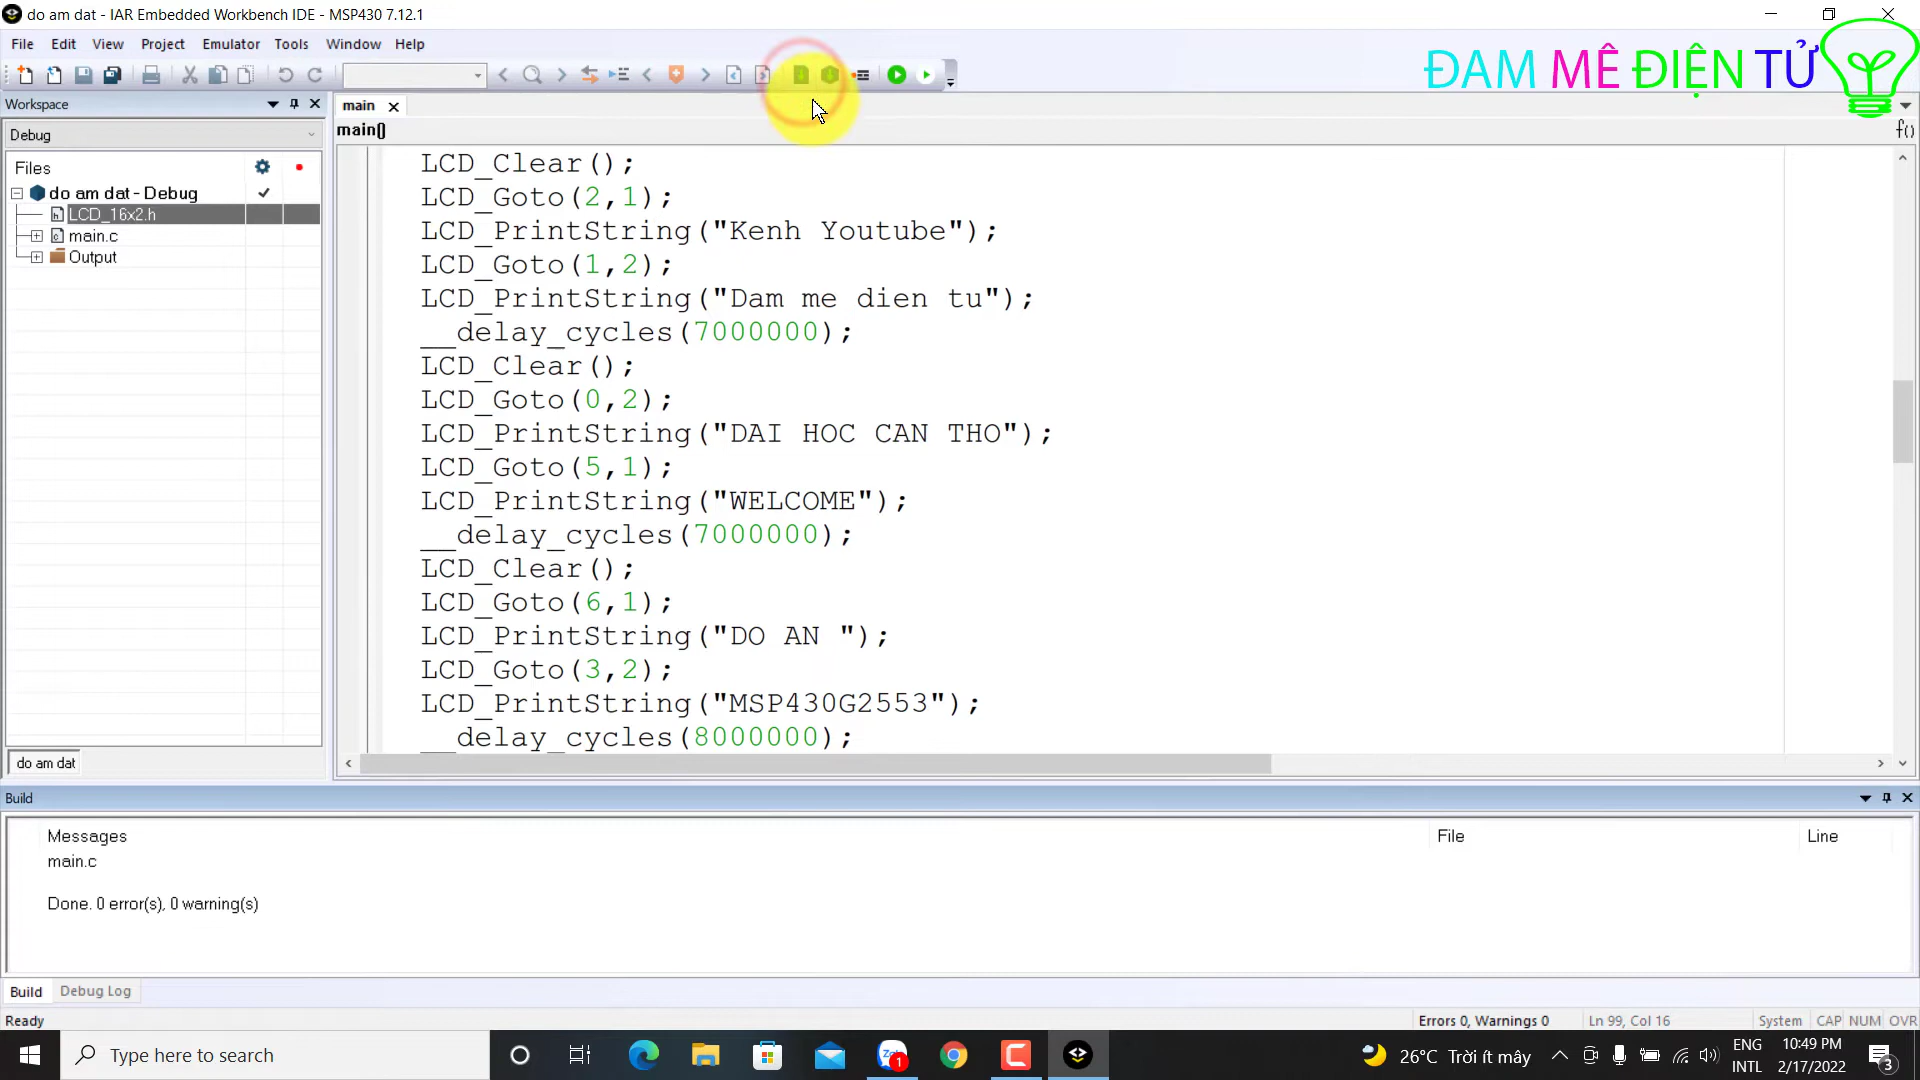 do am dat - IAR Embedded Workbench IDE - MSP430 7.12.1
File Edit View Project Emulator Tools Window Help
ĐAM MÊ ĐIỆN TỬ
Workspace
main
Debug
main()
Files
do am dat - Debug
LCD_16x2.h
main.c
Output
LCD_Clear();
LCD_Goto(2,1);
LCD_PrintString("Kenh Youtube");
LCD_Goto(1,2);
LCD_PrintString("Dam me dien tu");
__delay_cycles(7000000);
LCD_Clear();
LCD_Goto(0,2);
LCD_PrintString("DAI HOC CAN THO");
LCD_Goto(5,1);
LCD_PrintString("WELCOME");
__delay_cycles(7000000);
LCD_Clear();
LCD_Goto(6,1);
LCD_PrintString("DO AN ");
LCD_Goto(3,2);
LCD_PrintString("MSP430G2553");
__delay_cycles(8000000);
do am dat
Build
Messages File Line
main.c
Done. 0 error(s), 0 warning(s)
Build Debug Log
Ready Errors 0, Warnings 0 Ln 99, Col 16 System CAP NUM OVR
Type here to search
Zalo 1
26°C Trời ít mây
ENG
INTL
10:49 PM
2/17/2022
3
f()